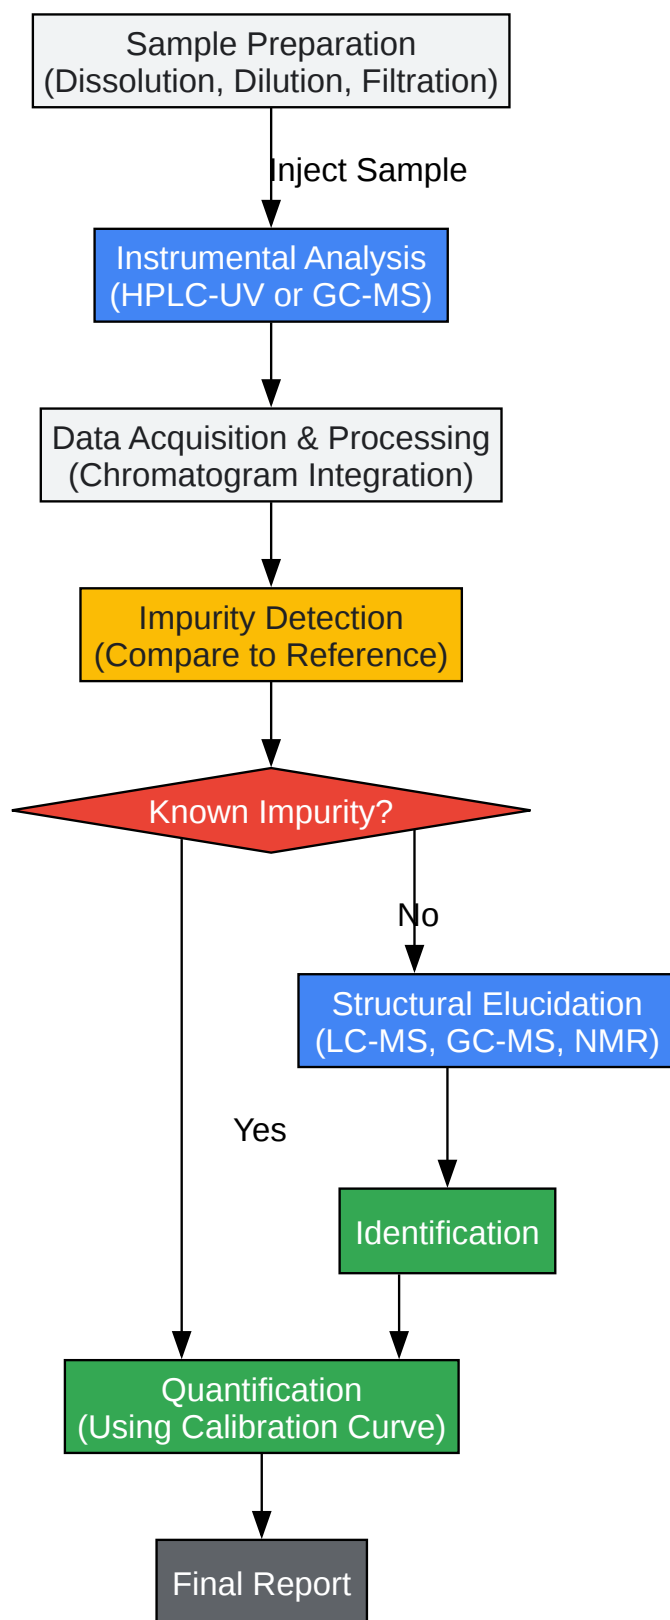 Sample Preparation
(Dissolution, Dilution, Filtration)
Inject Sample
Instrumental Analysis
(HPLC-UV or GC-MS)
Data Acquisition & Processing
(Chromatogram Integration)
Impurity Detection
(Compare to Reference)
Known Impurity?
No
Structural Elucidation
(LC-MS, GC-MS, NMR)
Yes
Identification
Quantification
(Using Calibration Curve)
Final Report